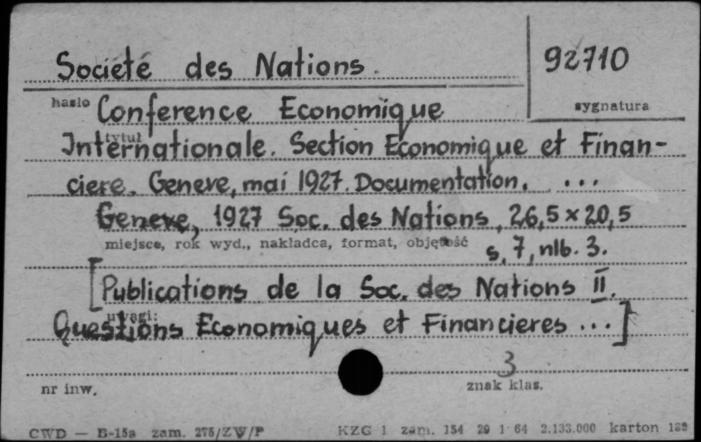 Société des Nations.
92710
hasło
Conference Economique
sygnatura
tytuł
Internationale. Section Economique et Finan-
ciere. Geneve, mai 1927. Documentation. ...
Geneve, 1927 Soc. des Nations, 26,5 × 20,5
miejsce, rok wyd., nakładca, format, objętość
s. 7, nlb. 3.
[Publications de la Soc. des Nations II.
uwagi:
Questions Economiques et Financieres ...]
3
nr inw.
znak klas.
CWD — B-15a zam. 275/ZW/P
KZG 1 zam. 154 29 1 64 2.133.000 karton